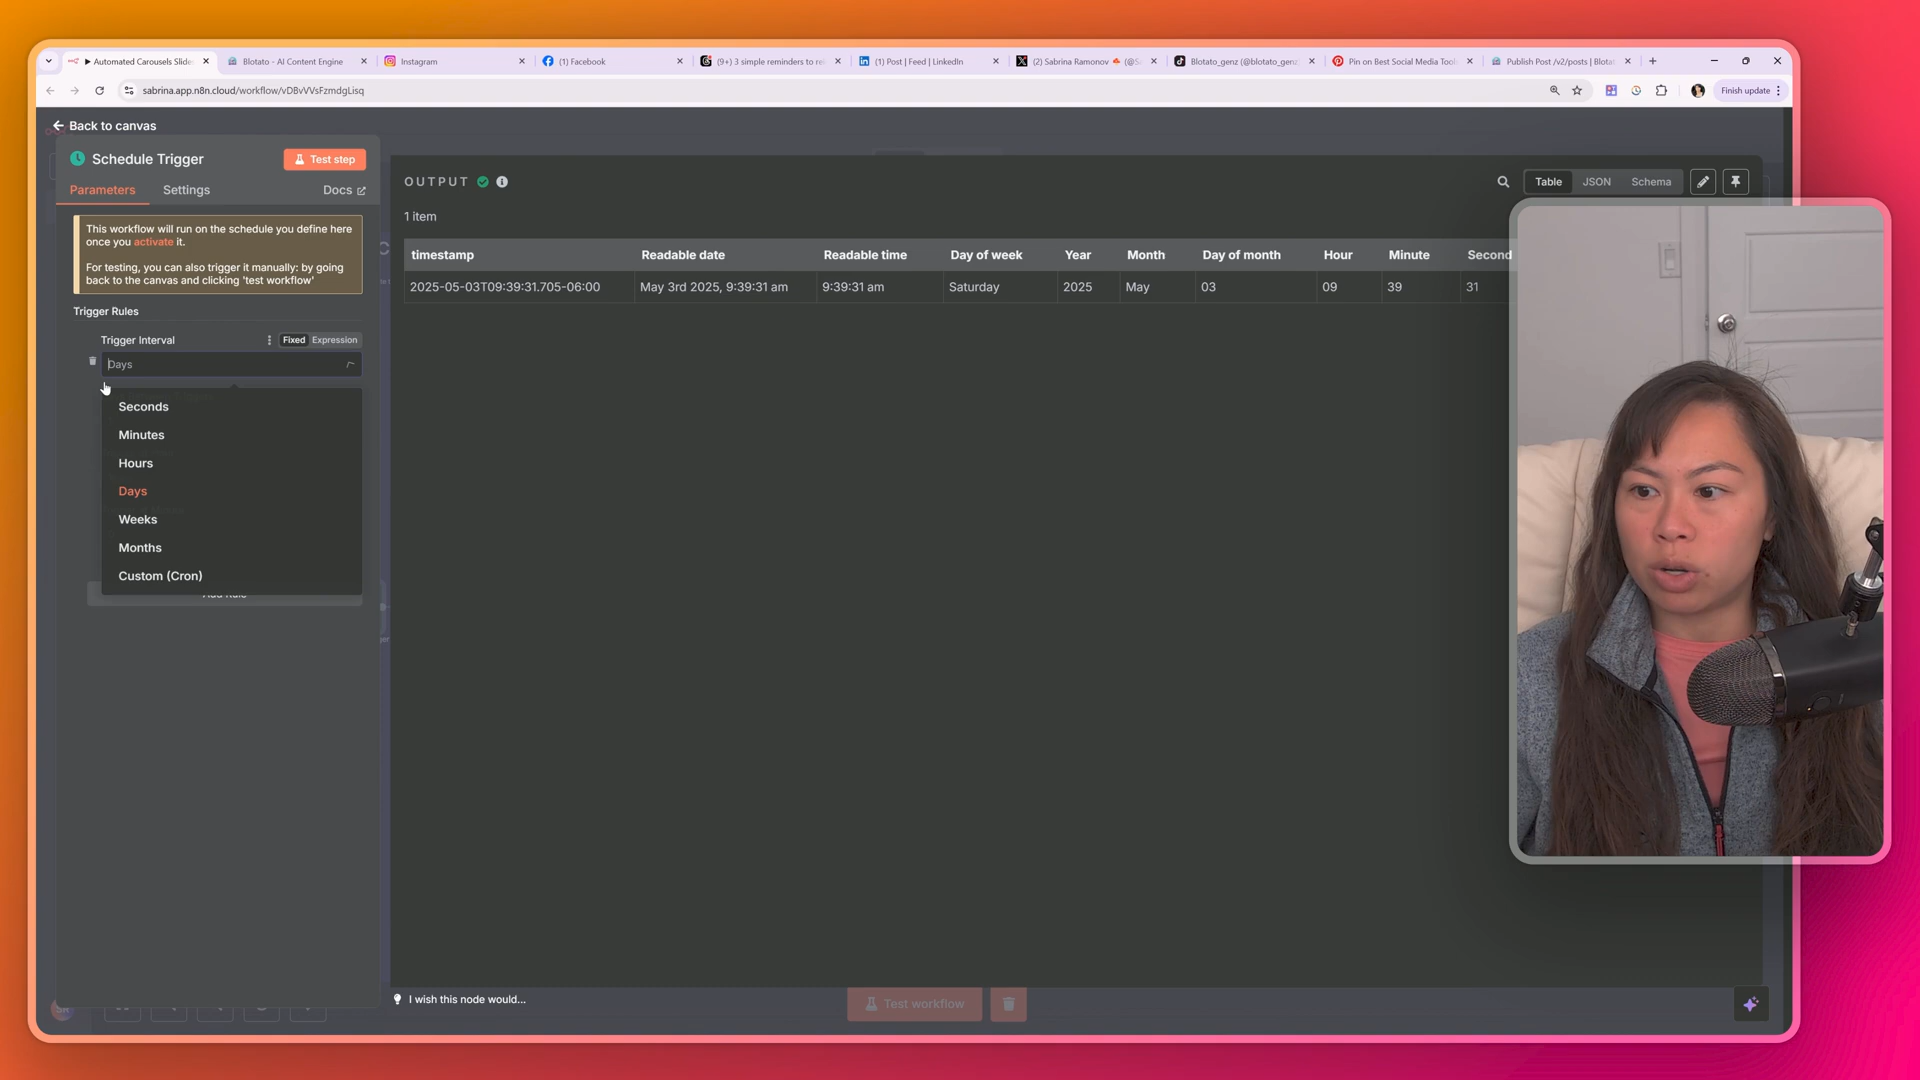 Automated Carousels Slides
Blotato - AI Content Engine
Instagram
(1) Facebook
(9+) 3 simple reminders to rel
(1) Post | Feed | LinkedIn
(2) Sabrina Ramonov
Blotato_genz (@blotato_genz
Pin on Best Social Media Tools
Publish Post /v2/posts | Blotat
sabrina.app.n8n.cloud/workflow/vDBvVVsFzmdgLisq
Finish update
Back to canvas
Schedule Trigger
Test step
Parameters
Settings
Docs
This workflow will run on the schedule you define here
once you activate it.
For testing, you can also trigger it manually: by going
back to the canvas and clicking 'test workflow'
Trigger Rules
Trigger Interval
Fixed
Expression
Days
Seconds
Minutes
Hours
Days
Weeks
Months
Custom (Cron)
Add Rule
OUTPUT
Table
JSON
Schema
1 item
timestamp Readable date Readable time Day of week Year Month Day of month Hour Minute Second
2025-05-03T09:39:31.705-06:00 May 3rd 2025, 9:39:31 am 9:39:31 am Saturday 2025 May 03 09 39 31
I wish this node would...
Test workflow